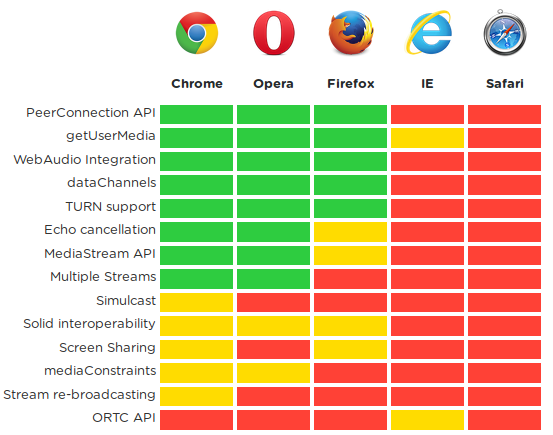 Chrome Opera Firefox IE Safari
PeerConnection API
getUserMedia
WebAudio Integration
dataChannels
TURN support
Echo cancellation
MediaStream API
Multiple Streams
Simulcast
Solid interoperability
Screen Sharing
mediaConstraints
Stream re-broadcasting
ORTC API